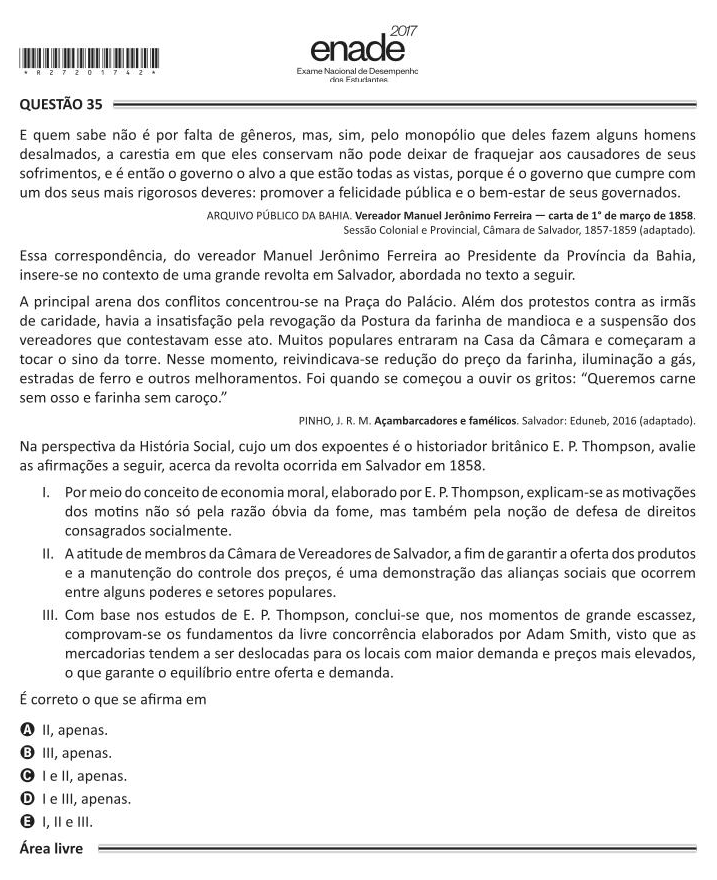 2017
enade
Exame Nacional de Desempenho
dos Estudantes
*R2720174 2*
QUESTÃO 35
E quem sabe não é por falta de gêneros, mas, sim, pelo monopólio que deles fazem alguns homens
desalmados, a carestia em que eles conservam não pode deixar de fraquejar aos causadores de seus
sofrimentos, e é então o governo o alvo a que estão todas as vistas, porque é o governo que cumpre com
um dos seus mais rigorosos deveres: promover a felicidade pública e o bem-estar de seus governados.
ARQUIVO PÚBLICO DA BAHIA. Vereador Manuel Jerônimo Ferreira — carta de 1° de março de 1858.
Sessão Colonial e Provincial, Câmara de Salvador, 1857-1859 (adaptado).
Essa correspondência, do vereador Manuel Jerônimo Ferreira ao Presidente da Província da Bahia,
insere-se no contexto de uma grande revolta em Salvador, abordada no texto a seguir.
A principal arena dos conflitos concentrou-se na Praça do Palácio. Além dos protestos contra as irmãs
de caridade, havia a insatisfação pela revogação da Postura da farinha de mandioca e a suspensão dos
vereadores que contestavam esse ato. Muitos populares entraram na Casa da Câmara e começaram a
tocar o sino da torre. Nesse momento, reivindicava-se redução do preço da farinha, iluminação a gás,
estradas de ferro e outros melhoramentos. Foi quando se começou a ouvir os gritos: “Queremos carne
sem osso e farinha sem caroço.”
PINHO, J. R. M. Açambarcadores e famélicos. Salvador: Eduneb, 2016 (adaptado).
Na perspectiva da História Social, cujo um dos expoentes é o historiador britânico E. P. Thompson, avalie
as afirmações a seguir, acerca da revolta ocorrida em Salvador em 1858.
I. Por meio do conceito de economia moral, elaborado por E. P. Thompson, explicam-se as motivações
dos motins não só pela razão óbvia da fome, mas também pela noção de defesa de direitos
consagrados socialmente.
II. A atitude de membros da Câmara de Vereadores de Salvador, a fim de garantir a oferta dos produtos
e a manutenção do controle dos preços, é uma demonstração das alianças sociais que ocorrem
entre alguns poderes e setores populares.
III. Com base nos estudos de E. P. Thompson, conclui-se que, nos momentos de grande escassez,
comprovam-se os fundamentos da livre concorrência elaborados por Adam Smith, visto que as
mercadorias tendem a ser deslocadas para os locais com maior demanda e preços mais elevados,
o que garante o equilíbrio entre oferta e demanda.
É correto o que se afirma em
A II, apenas.
B III, apenas.
C I e II, apenas.
D I e III, apenas.
E I, II e III.
Área livre